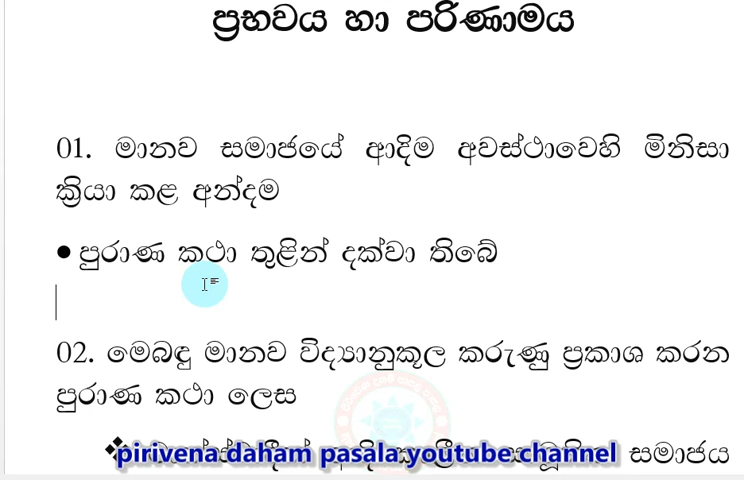 ප්‍රභවය හා පරිණාමය
01. මානව සමාජයේ ආදිම අවස්ථාවෙහි මිනිසා
ක්‍රියා කළ අන්දම
● පුරාණ කථා තුළින් දක්වා තිබේ
02. මෙබඳු මානව විද්‍යානුකූල කරුණු ප්‍රකාශ කරන
පුරාණ කථා ලෙස
සමාජය
pirivena daham pasala youtube channel